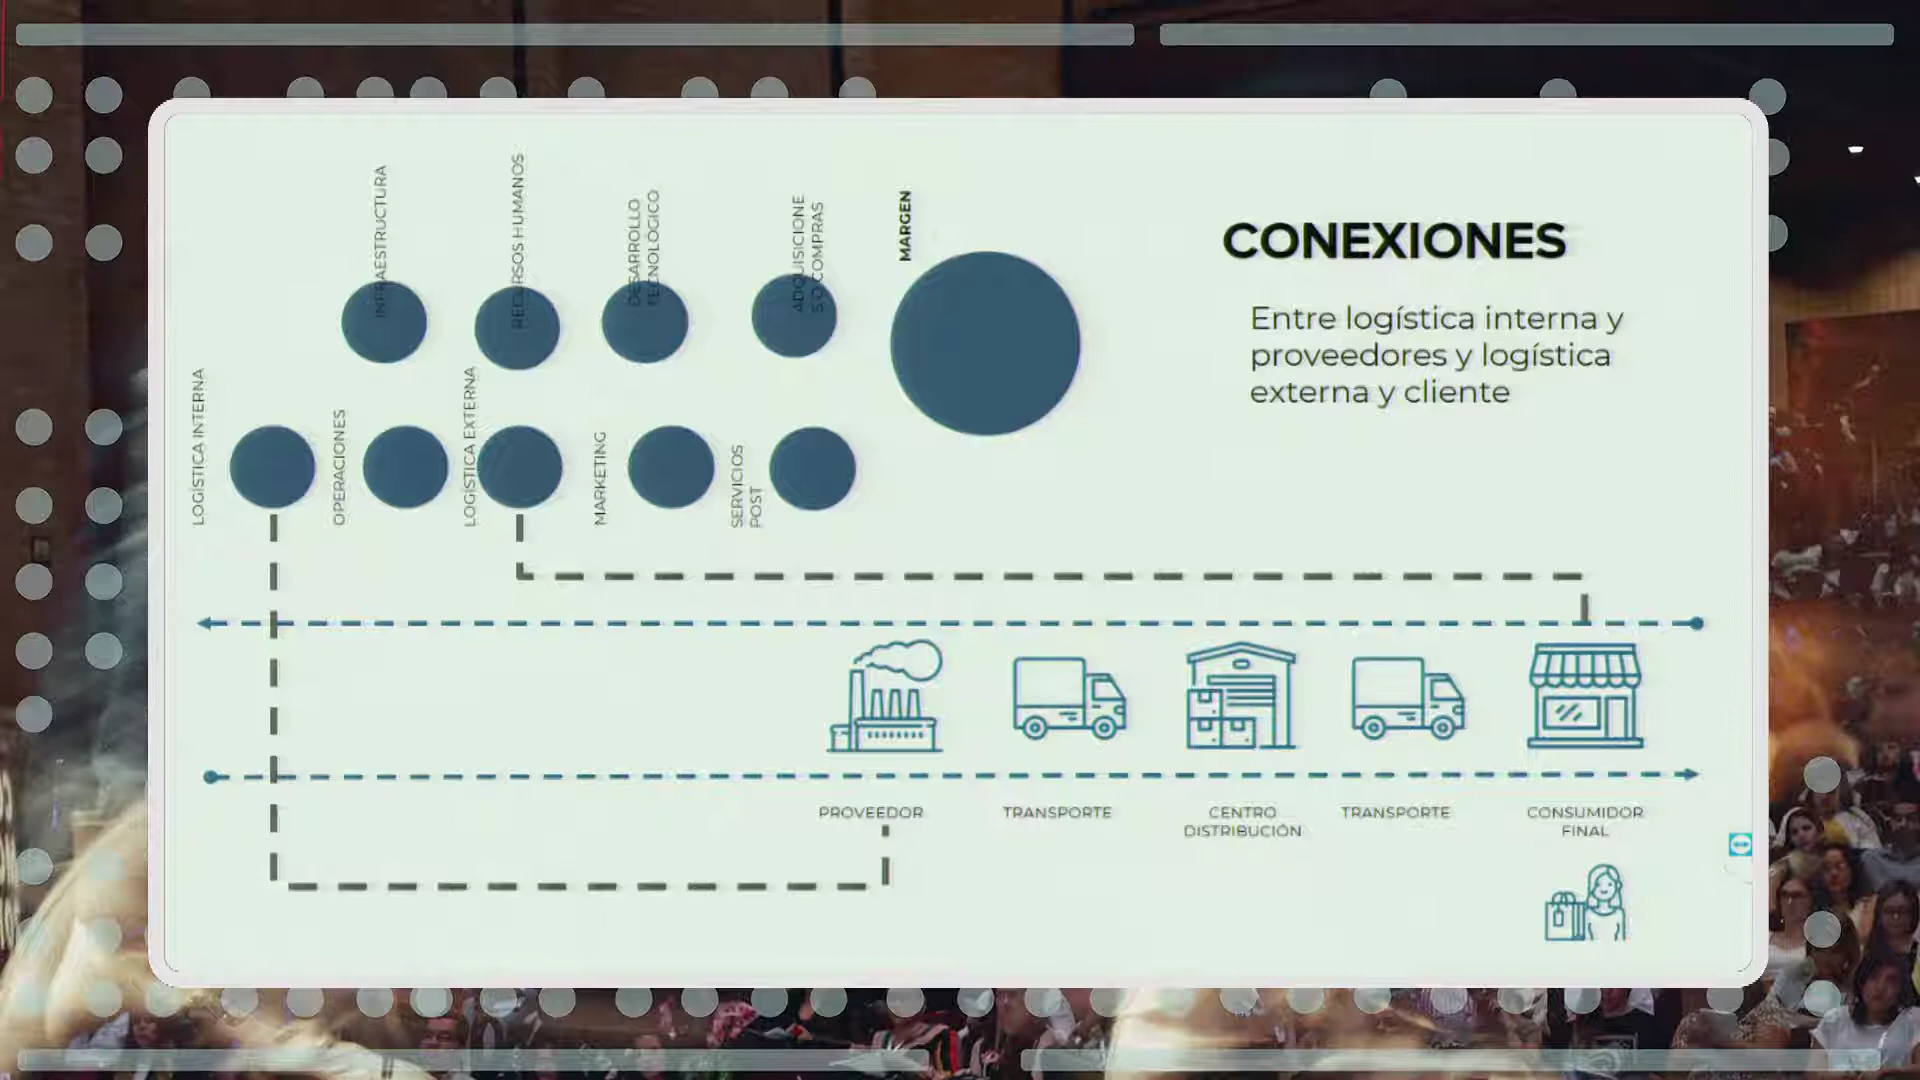 INFRAESTRUCTURA
RECURSOS HUMANOS
DESARROLLO
TECNOLOGICO
ADQUISICIONE
S O COMPRAS
MARGEN
CONEXIONES
Entre logística interna y
proveedores y logística
externa y cliente
LOGÍSTICA INTERNA
OPERACIONES
LOGÍSTICA EXTERNA
MARKETING
SERVICIOS
POST
PROVEEDOR
TRANSPORTE
CENTRO
DISTRIBUCIÓN
TRANSPORTE
CONSUMIDOR
FINAL